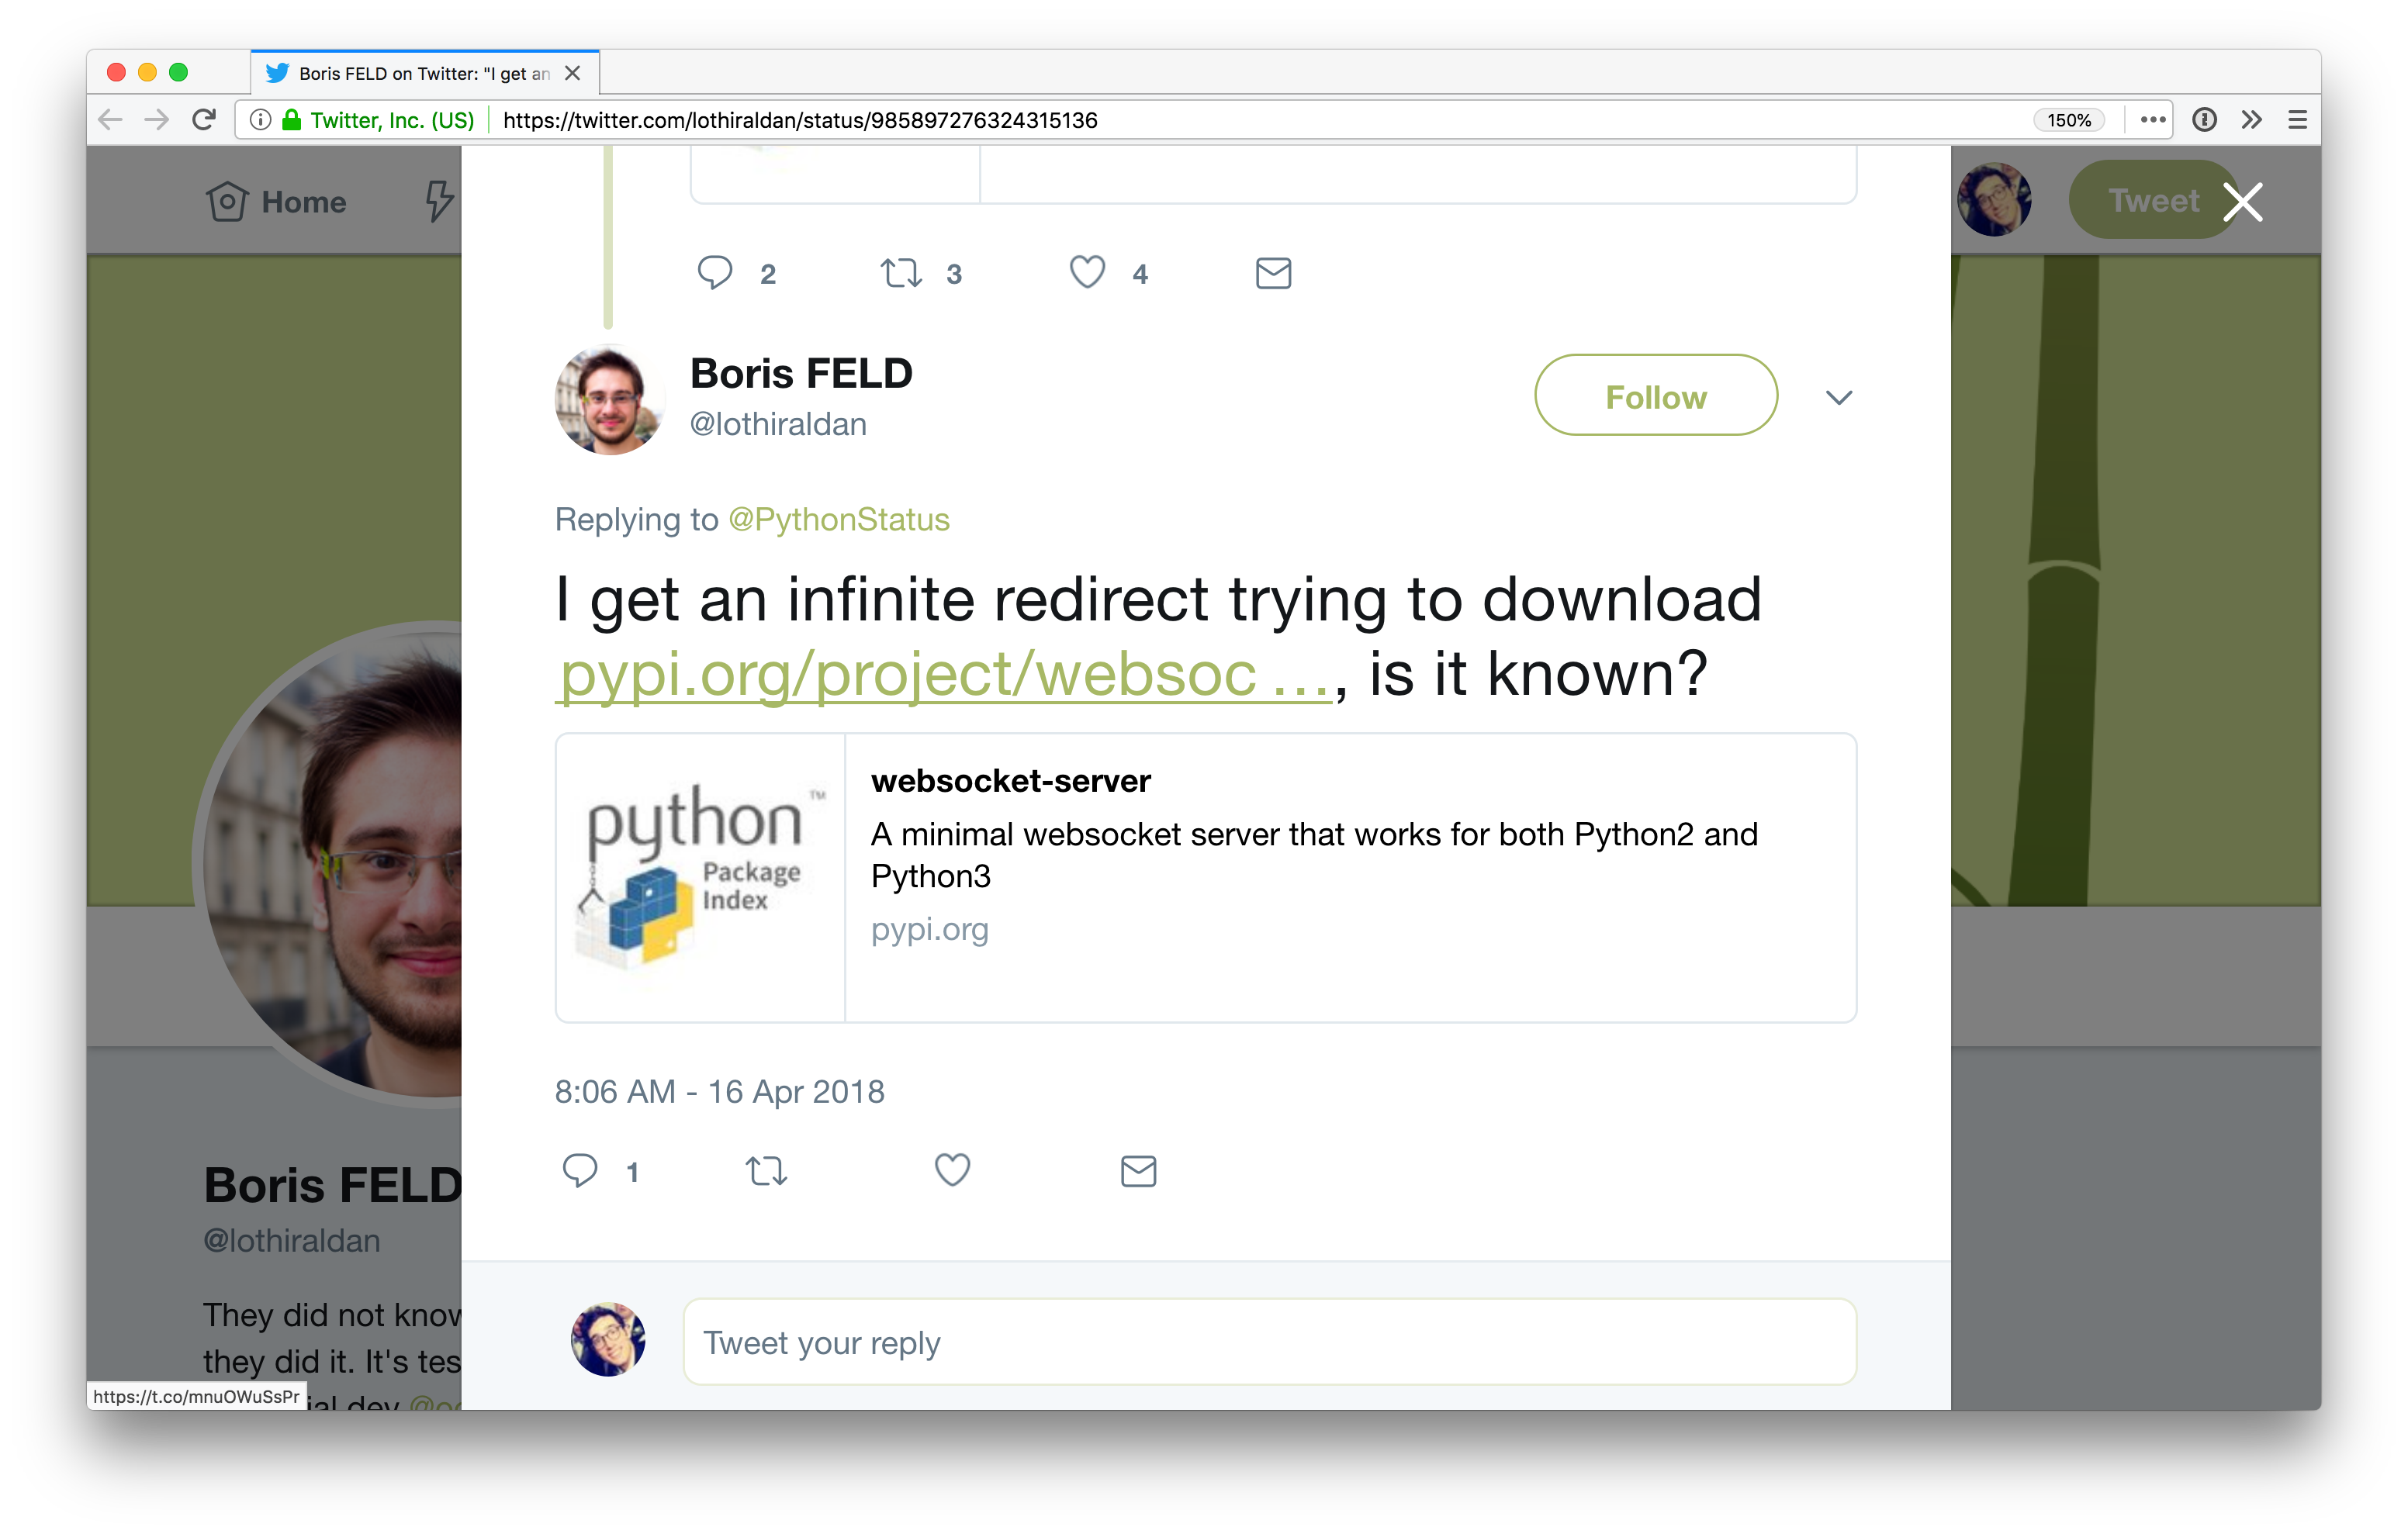 Boris FELD on Twitter: "I get an
Twitter, Inc. (US) https://twitter.com/lothiraldan/status/985897276324315136 150%
Home
Tweet
2 3 4
Boris FELD
@lothiraldan
Follow
Replying to @PythonStatus
I get an infinite redirect trying to download
pypi.org/project/websoc …, is it known?
python ™
Package
Index
websocket-server
A minimal websocket server that works for both Python2 and
Python3
pypi.org
8:06 AM - 16 Apr 2018
1
Tweet your reply
Boris FELD
@lothiraldan
They did not know
they did it. It's tes
ial dev
https://t.co/mnuOWuSsPr